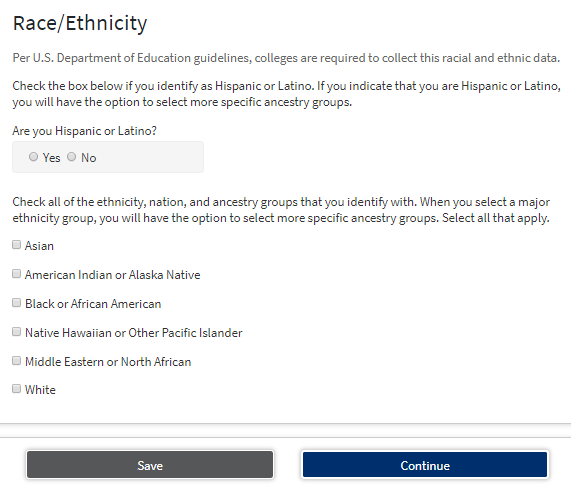 Race/Ethnicity
Per U.S. Department of Education guidelines, colleges are required to collect this racial and ethnic data.
Check the box below if you identify as Hispanic or Latino. If you indicate that you are Hispanic or Latino,
you will have the option to select more specific ancestry groups.
Are you Hispanic or Latino?
Yes No
Check all of the ethnicity, nation, and ancestry groups that you identify with. When you select a major
ethnicity group, you will have the option to select more specific ancestry groups. Select all that apply.
Asian
American Indian or Alaska Native
Black or African American
Native Hawaiian or Other Pacific Islander
Middle Eastern or North African
White
Save Continue